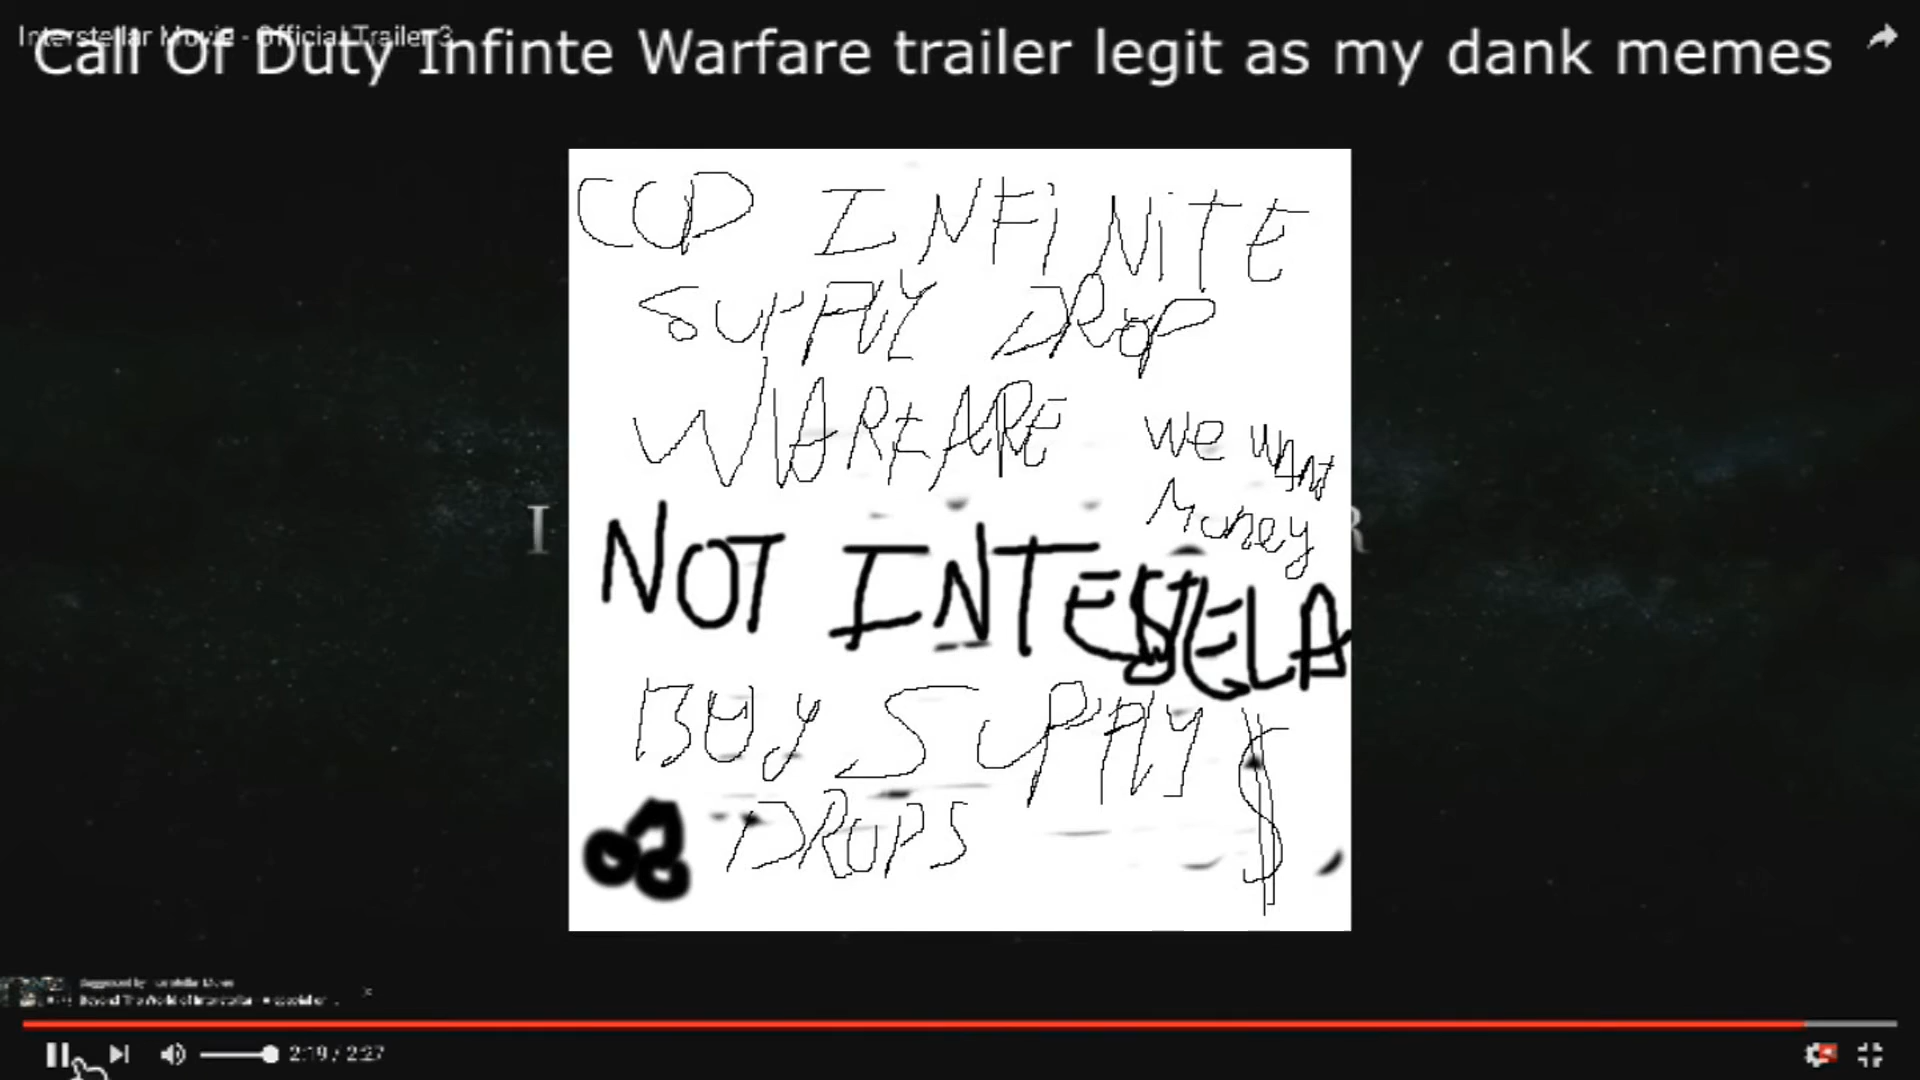 Interstellar Movie - Official Trailer 3
Call Of Duty Infinte Warfare trailer legit as my dank memes
COD INFiNiTE
SUPPLY DROP
WARFARE
We Want
Money
I R
NOT INTESTELA
BUY SUPPLY $
DROPS
2:19 / 2:27